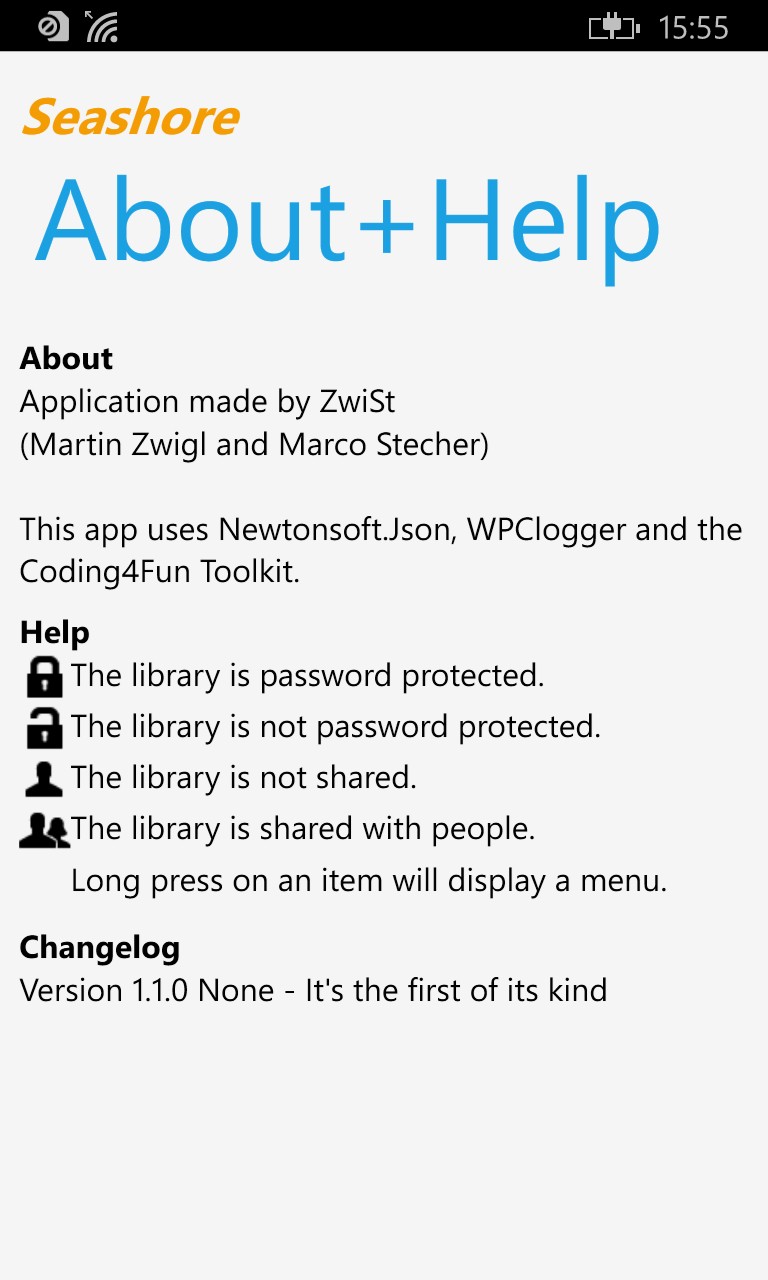 15:55
Seashore
About+Help
About
Application made by ZwiSt
(Martin Zwigl and Marco Stecher)
This app uses Newtonsoft.Json, WPClogger and the
Coding4Fun Toolkit.
Help
The library is password protected.
The library is not password protected.
The library is not shared.
The library is shared with people.
Long press on an item will display a menu.
Changelog
Version 1.1.0 None - It's the first of its kind